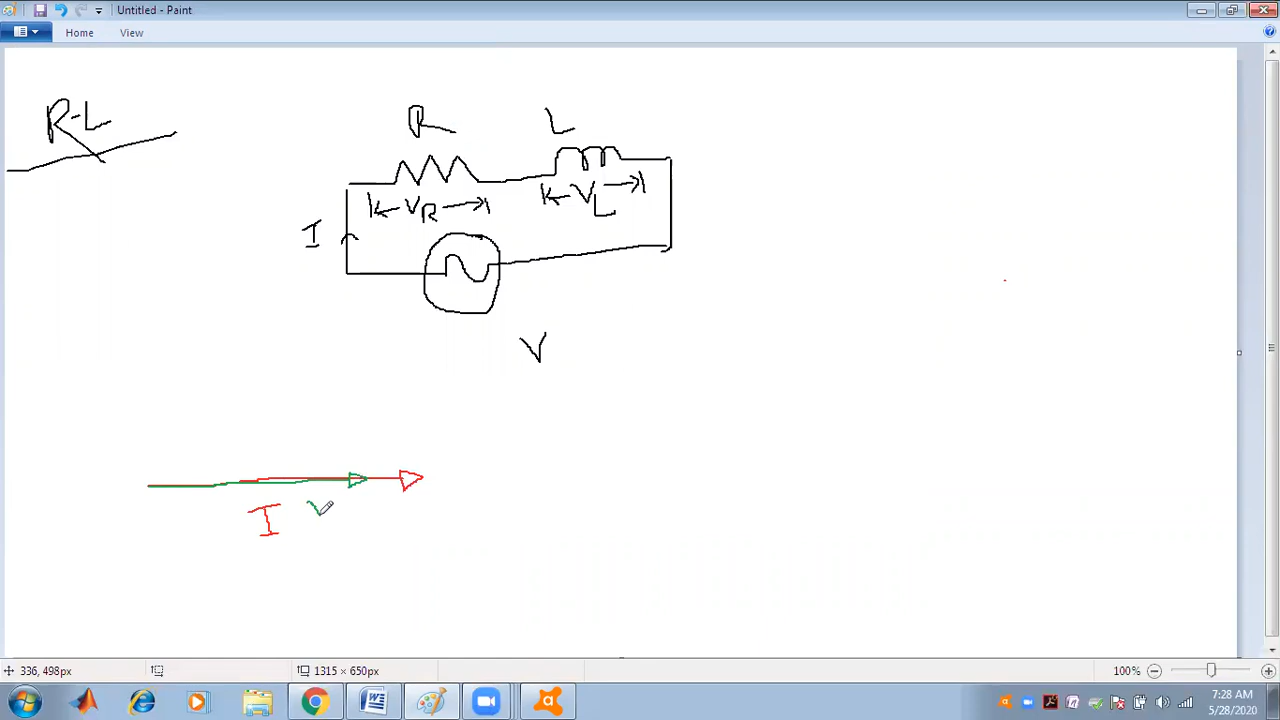 Untitled - Paint
Home View
R-L
R L
VR VL
I
V
I V
336, 498px 1315 × 650px 100%
7:28 AM
5/28/2020